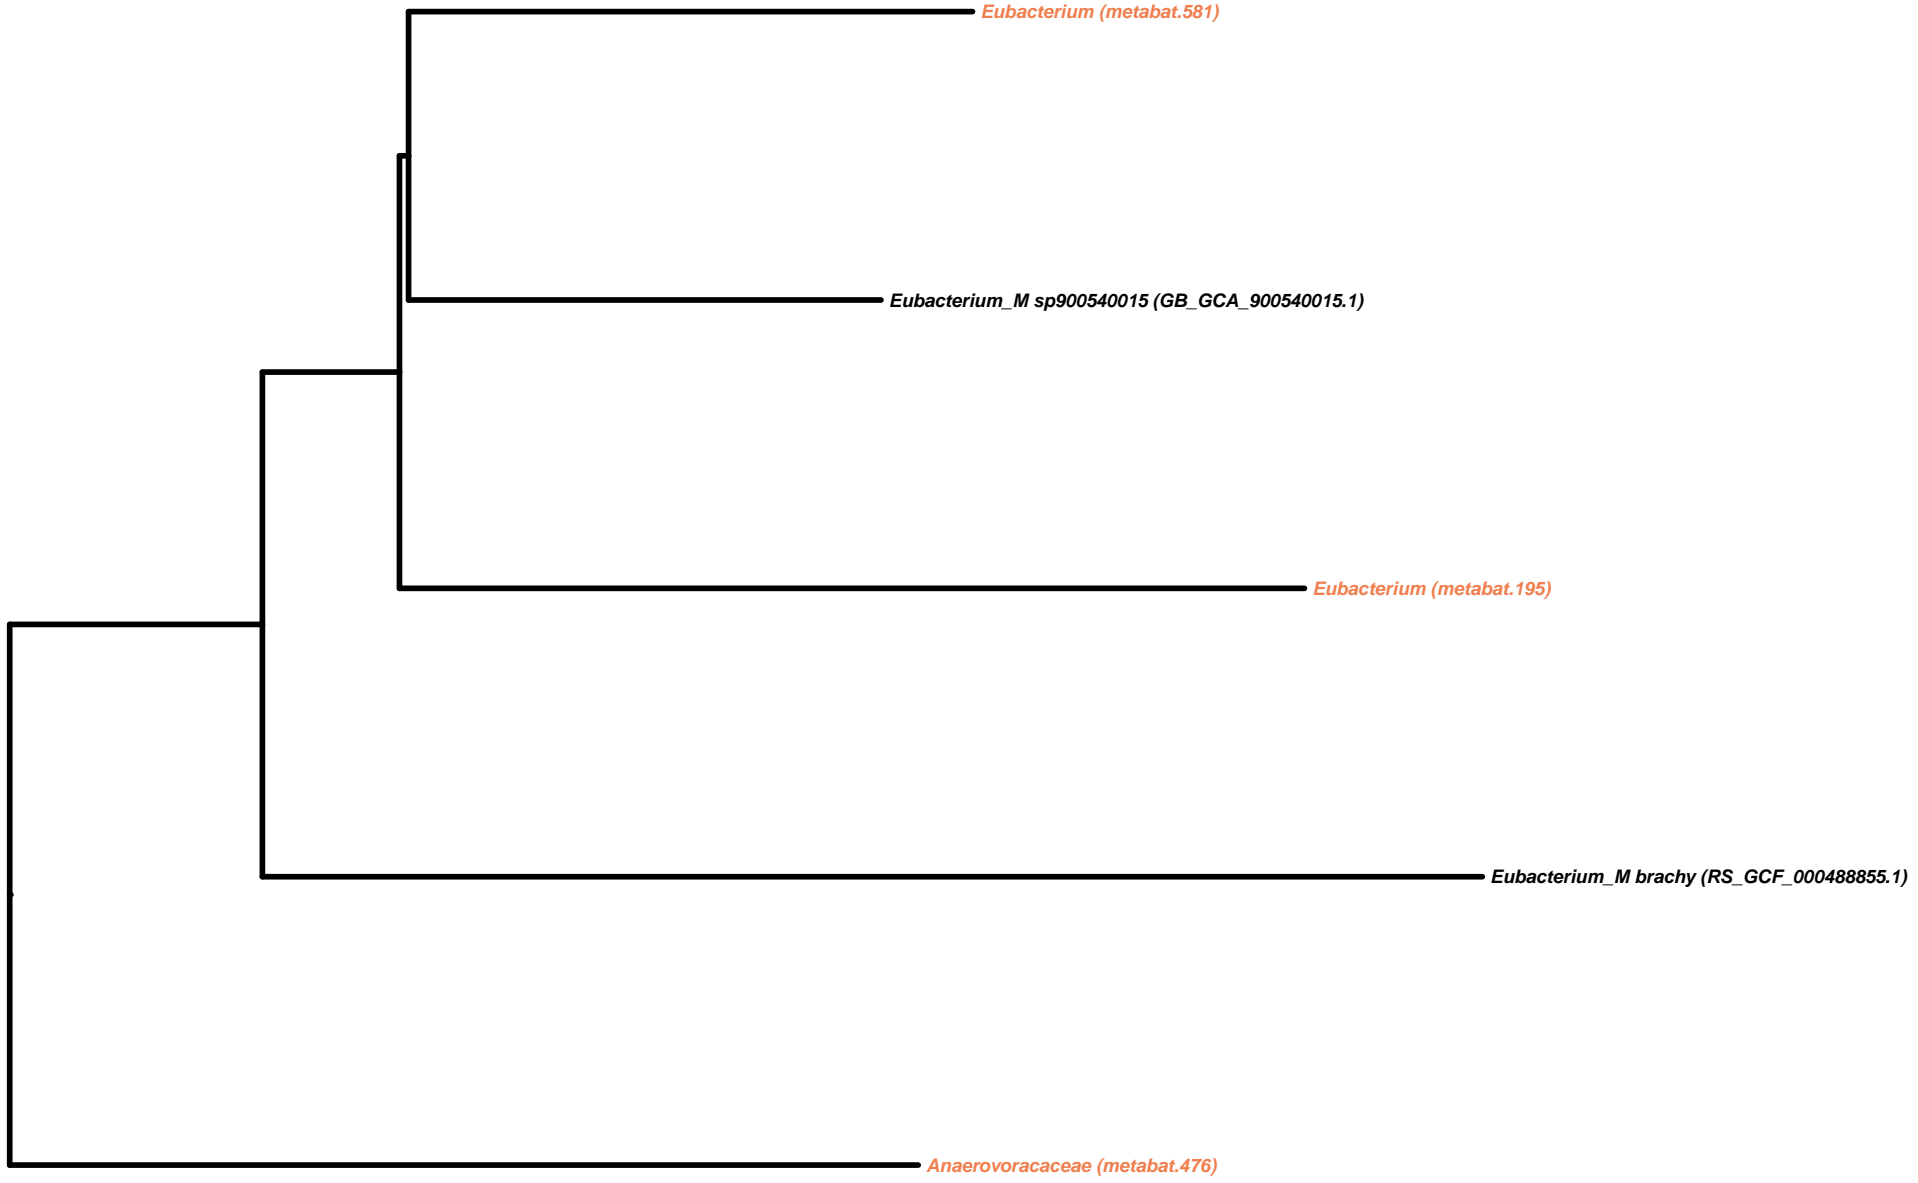 Eubacterium (metabat.581)
Eubacterium_M sp900540015 (GB_GCA_900540015.1)
Eubacterium (metabat.195)
Eubacterium_M brachy (RS_GCF_000488855.1)
Anaerovoracaceae (metabat.476)